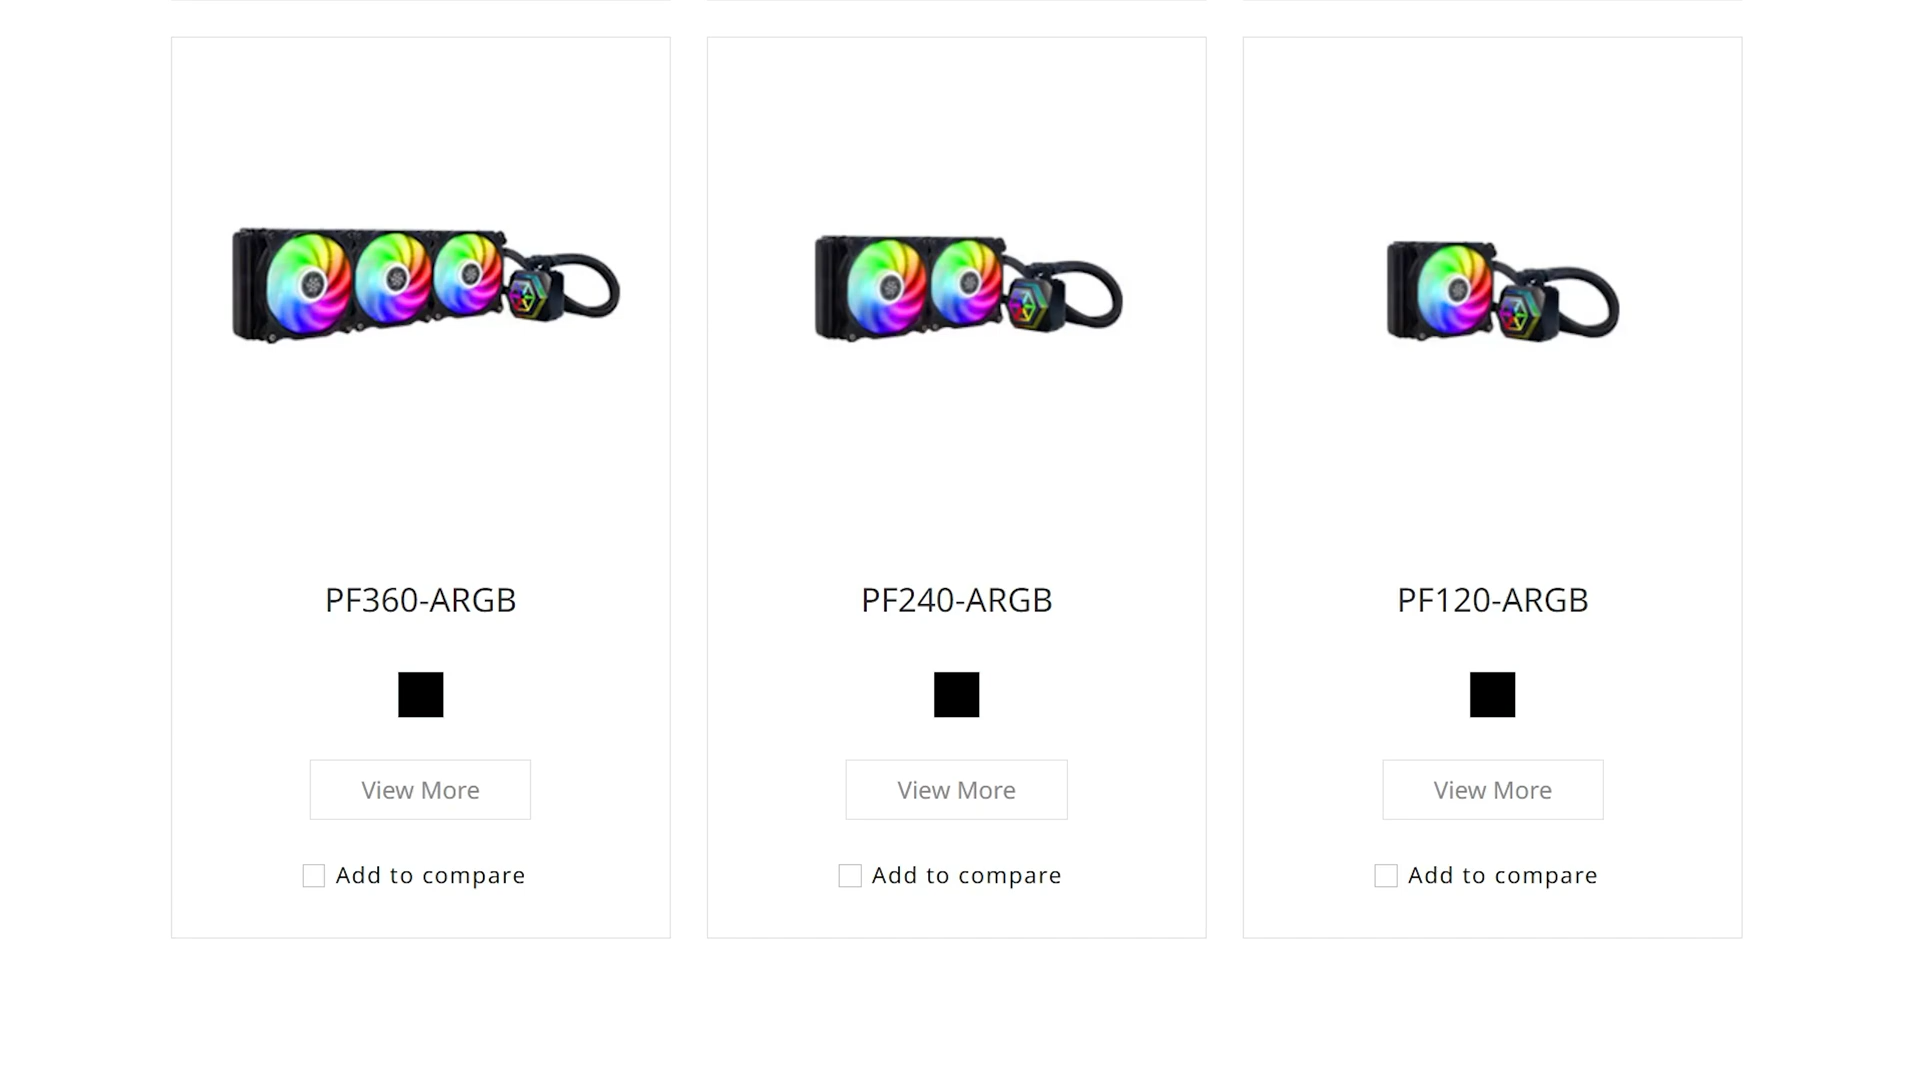 PF360-ARGB
View More
Add to compare
PF240-ARGB
View More
Add to compare
PF120-ARGB
View More
Add to compare